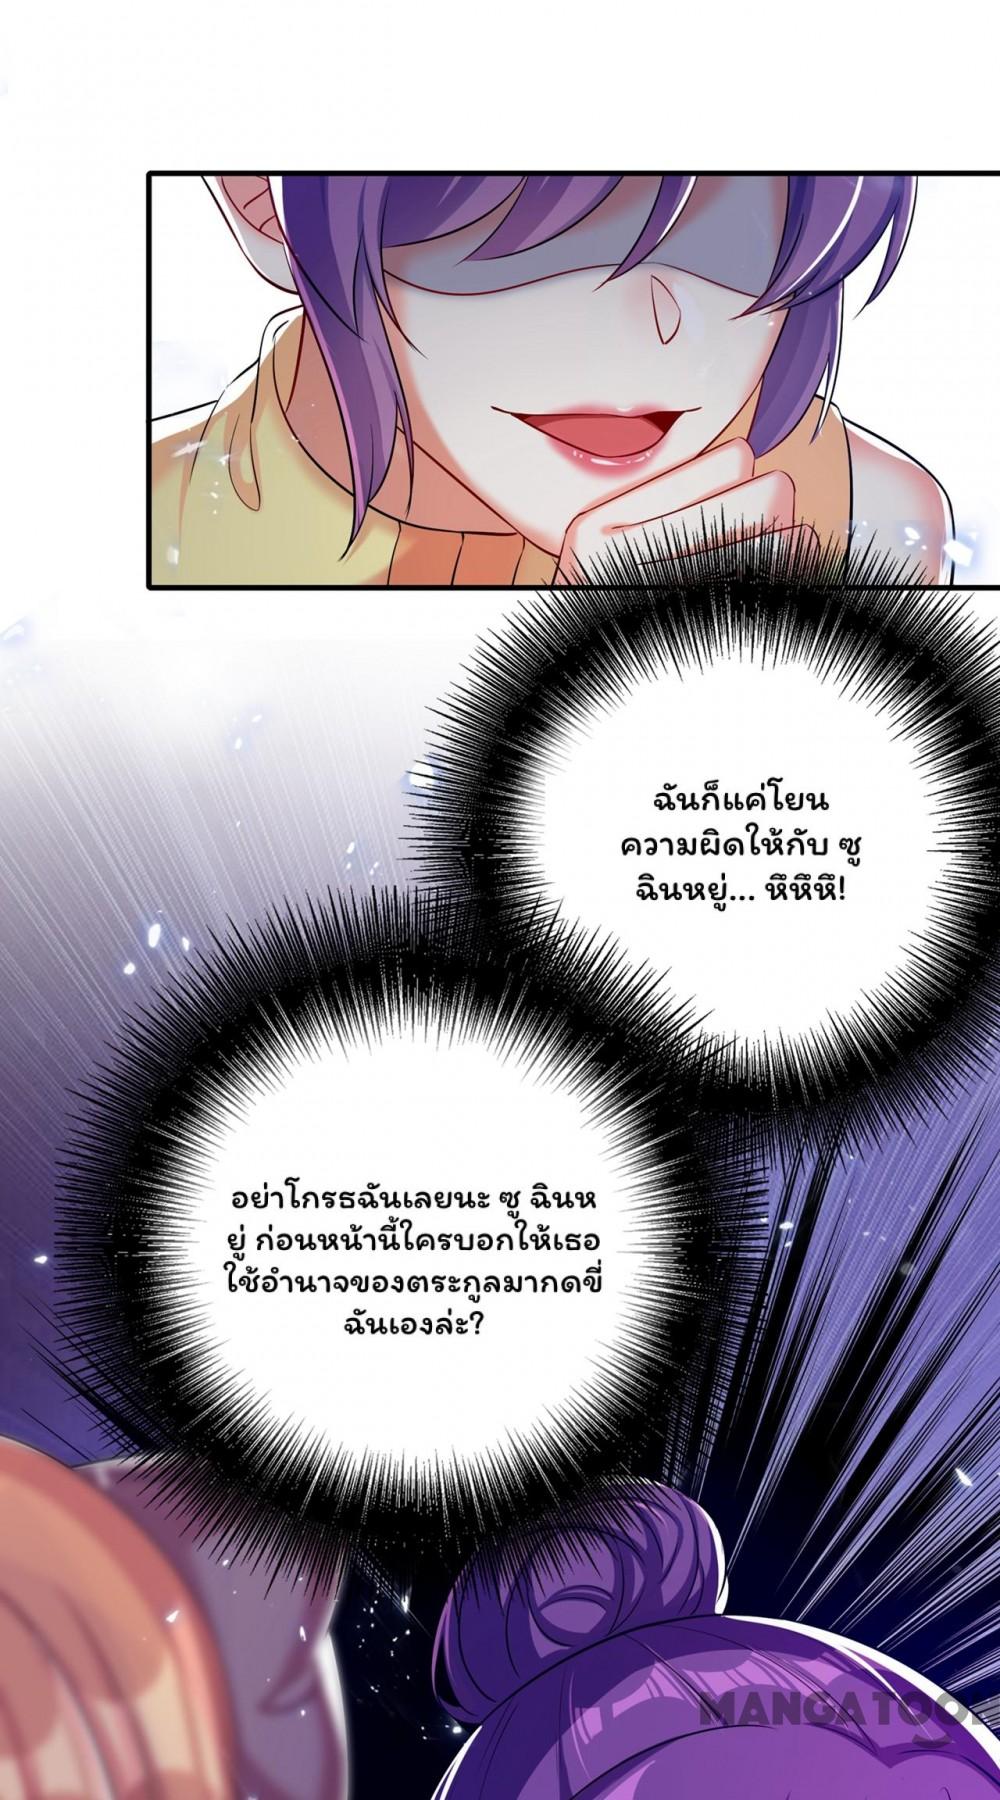 ฉันก็แค่โยน
ความผิดให้กับ ซู
ฉินหยู่... หึหึหึ!
อย่าโกรธฉันเลยนะ ซู ฉินห
ยู่ ก่อนหน้านี้ใครบอกให้เธอ
ใช้อำนาจของตระกูลมากดขี่
ฉันเองล่ะ?
MANGATOON